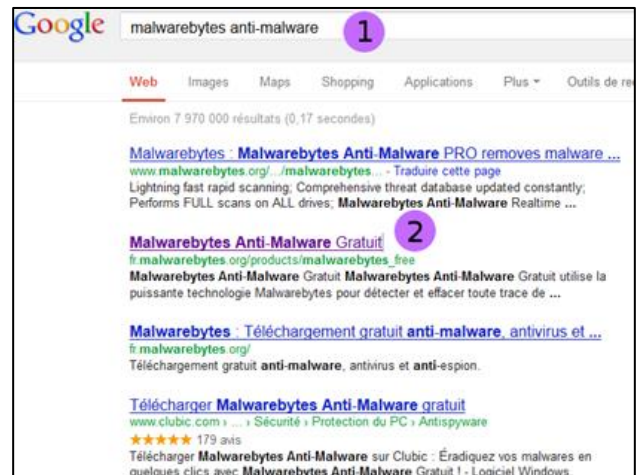 Google malwarebytes anti-malware 1
Web Images Maps Shopping Applications Plus Outils de re
Environ 7 970 000 résultats (0,17 secondes)
Malwarebytes : Malwarebytes Anti-Malware PRO removes malware ...
www.malwarebytes.org/.../malwarebytes... - Traduire cette page
Lightning fast rapid scanning; Comprehensive threat database updated constantly;
Performs FULL scans on ALL drives; Malwarebytes Anti-Malware Realtime ...
Malwarebytes Anti-Malware Gratuit 2
fr.malwarebytes.org/products/malwarebytes_free
Malwarebytes Anti-Malware Gratuit Malwarebytes Anti-Malware Gratuit utilise la
puissante technologie Malwarebytes pour détecter et effacer toute trace de ...
Malwarebytes : Téléchargement gratuit anti-malware, antivirus et ...
fr.malwarebytes.org/
Téléchargement gratuit anti-malware, antivirus et anti-espion.
Télécharger Malwarebytes Anti-Malware gratuit
www.clubic.com › ... › Sécurité › Protection du PC › Antispyware
★★★★★ 179 avis
Télécharger Malwarebytes Anti-Malware sur Clubic : Éradiquez vos malwares en
quelques clics avec Malwarebytes Anti-Malware Gratuit ! - Logiciel Windows